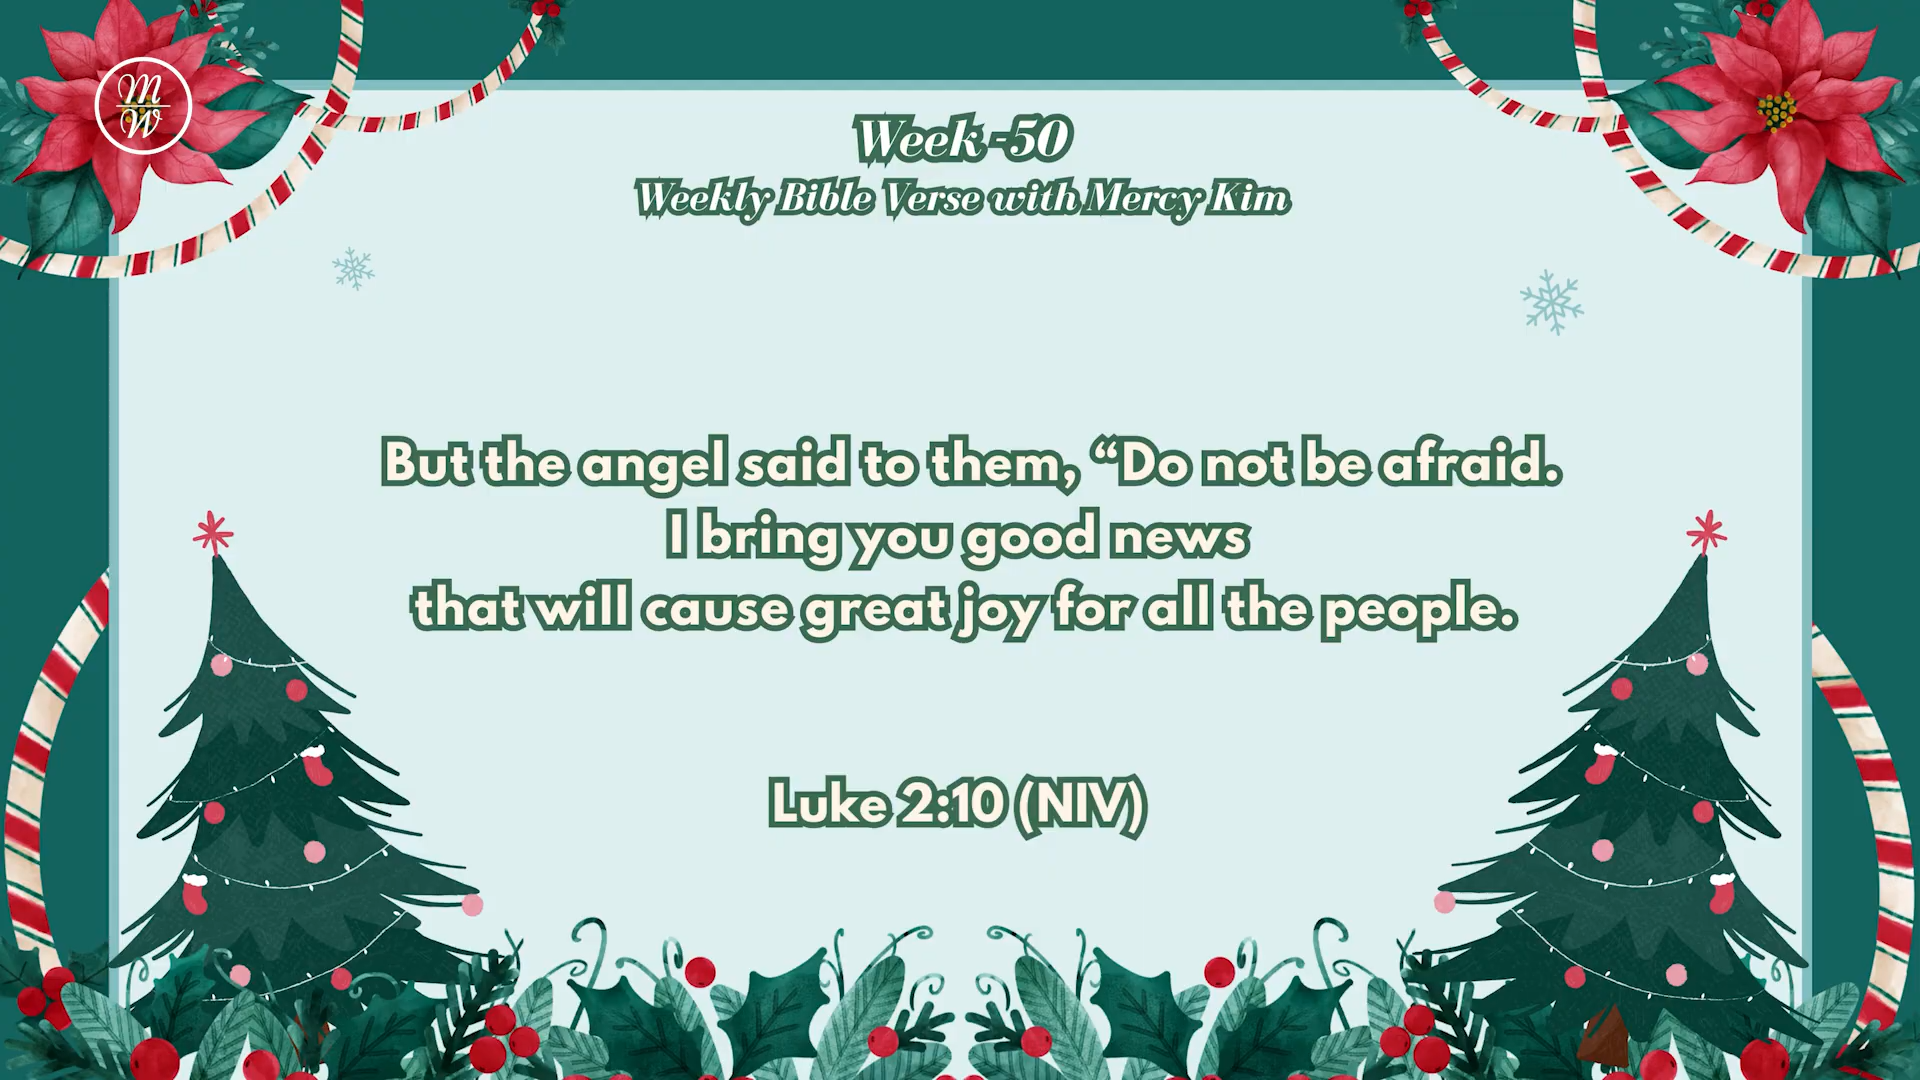 M
W
Week -50
Weekly Bible Verse with Mercy Kim
But the angel said to them, “Do not be afraid.
I bring you good news
that will cause great joy for all the people.
Luke 2:10 (NIV)